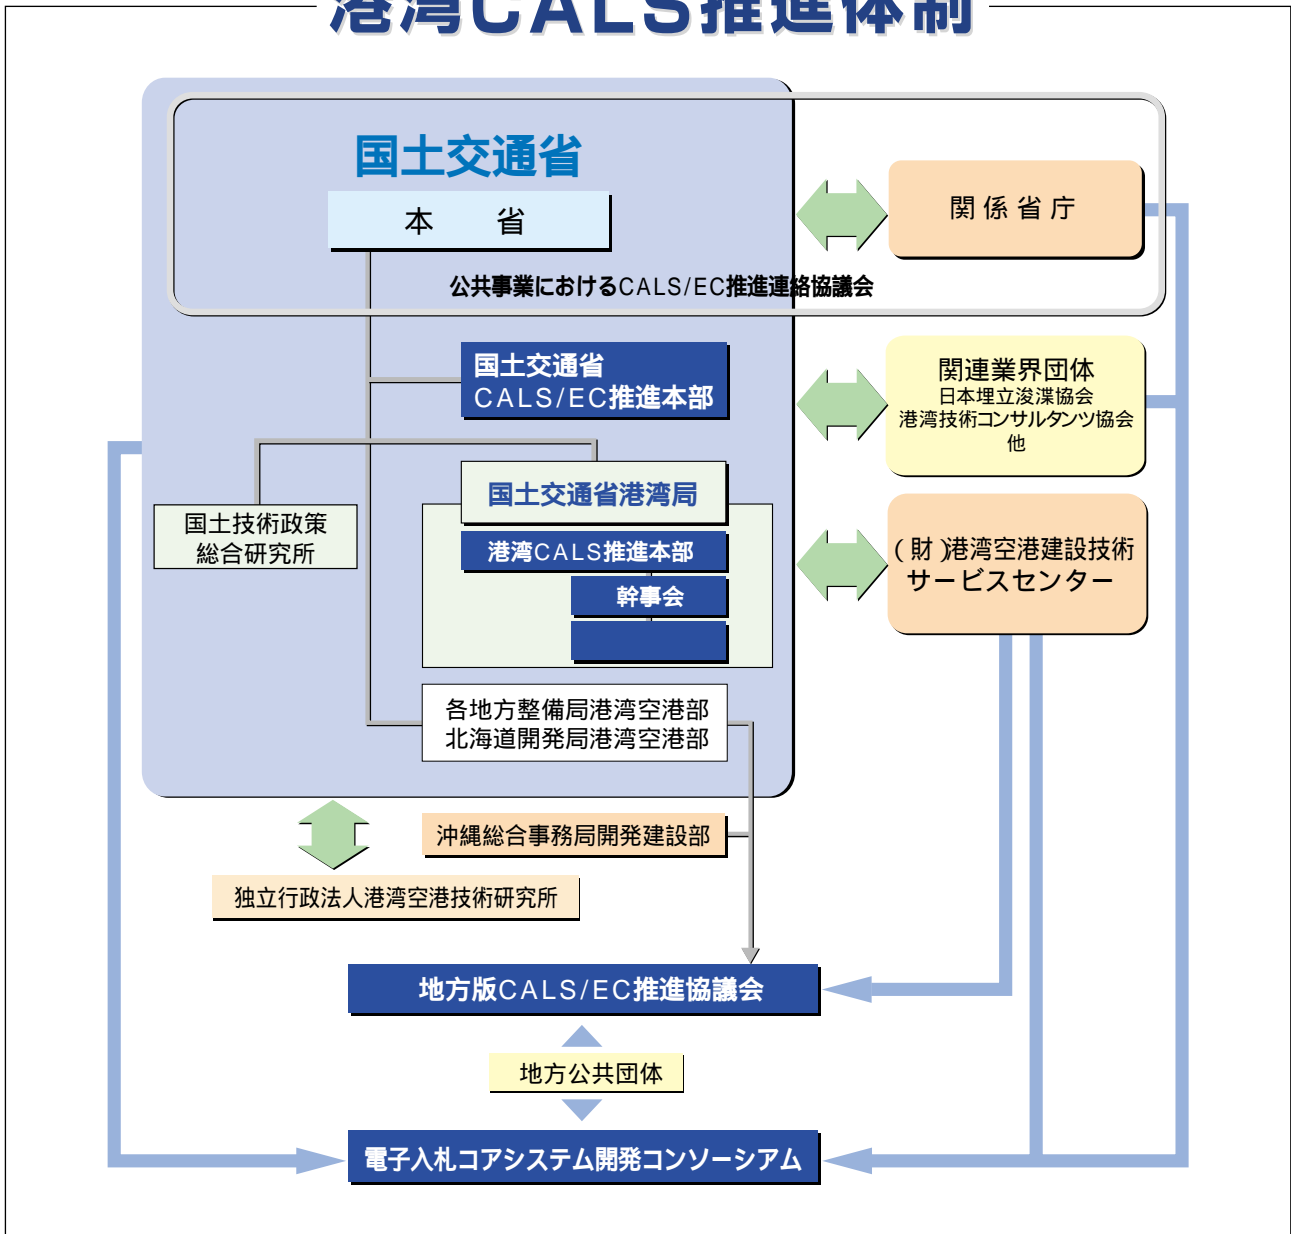 港湾CALS推進体制
国土交通省
本 省
関係省庁
公共事業におけるCALS/EC推進連絡協議会
国土交通省
CALS/EC推進本部
関連業界団体
日本埋立浚渫協会
港湾技術コンサルタンツ協会
他
国土交通省港湾局
国土技術政策
総合研究所
港湾CALS推進本部
幹事会
(財)港湾空港建設技術
サービスセンター
各地方整備局港湾空港部
北海道開発局港湾空港部
沖縄総合事務局開発建設部
独立行政法人港湾空港技術研究所
地方版CALS/EC推進協議会
地方公共団体
電子入札コアシステム開発コンソーシアム